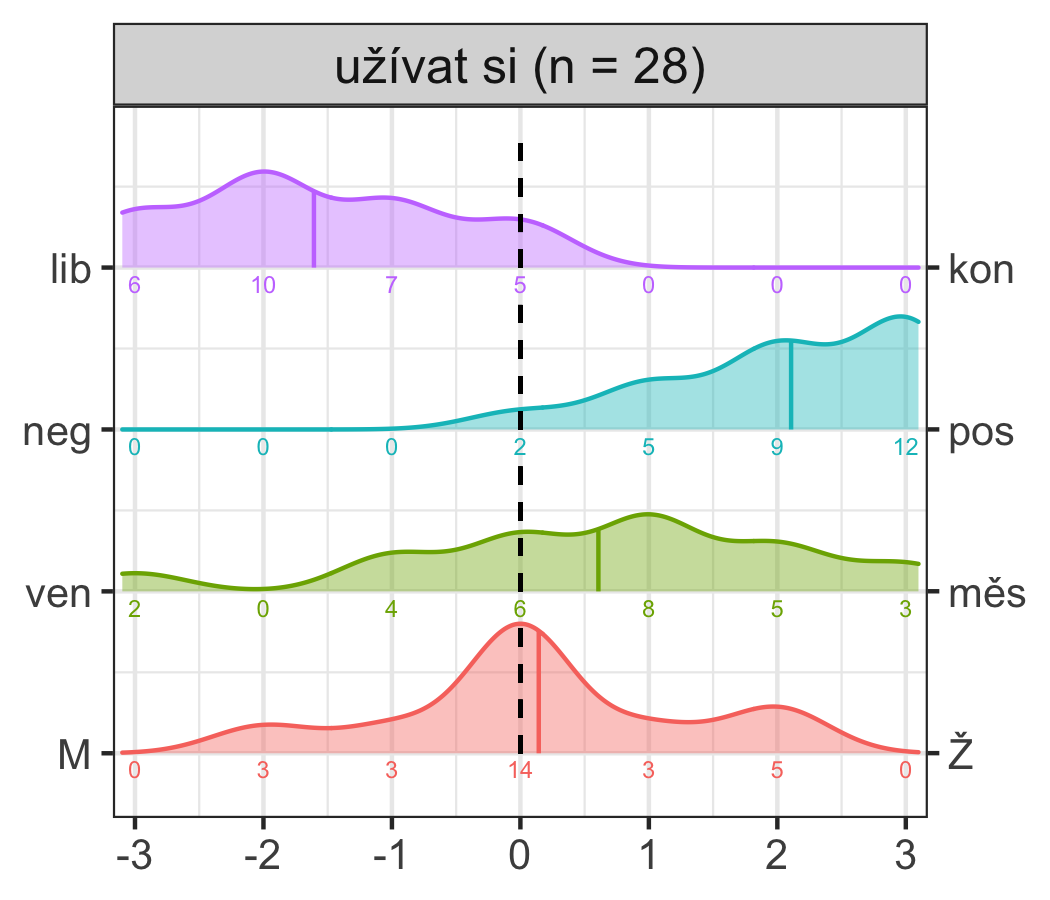 užívat si (n = 28)
lib kon
6 10 7 5 0 0 0
neg pos
0 0 0 2 5 9 12
ven měs
2 0 4 6 8 5 3
M Ž
0 3 3 14 3 5 0
-3 -2 -1 0 1 2 3